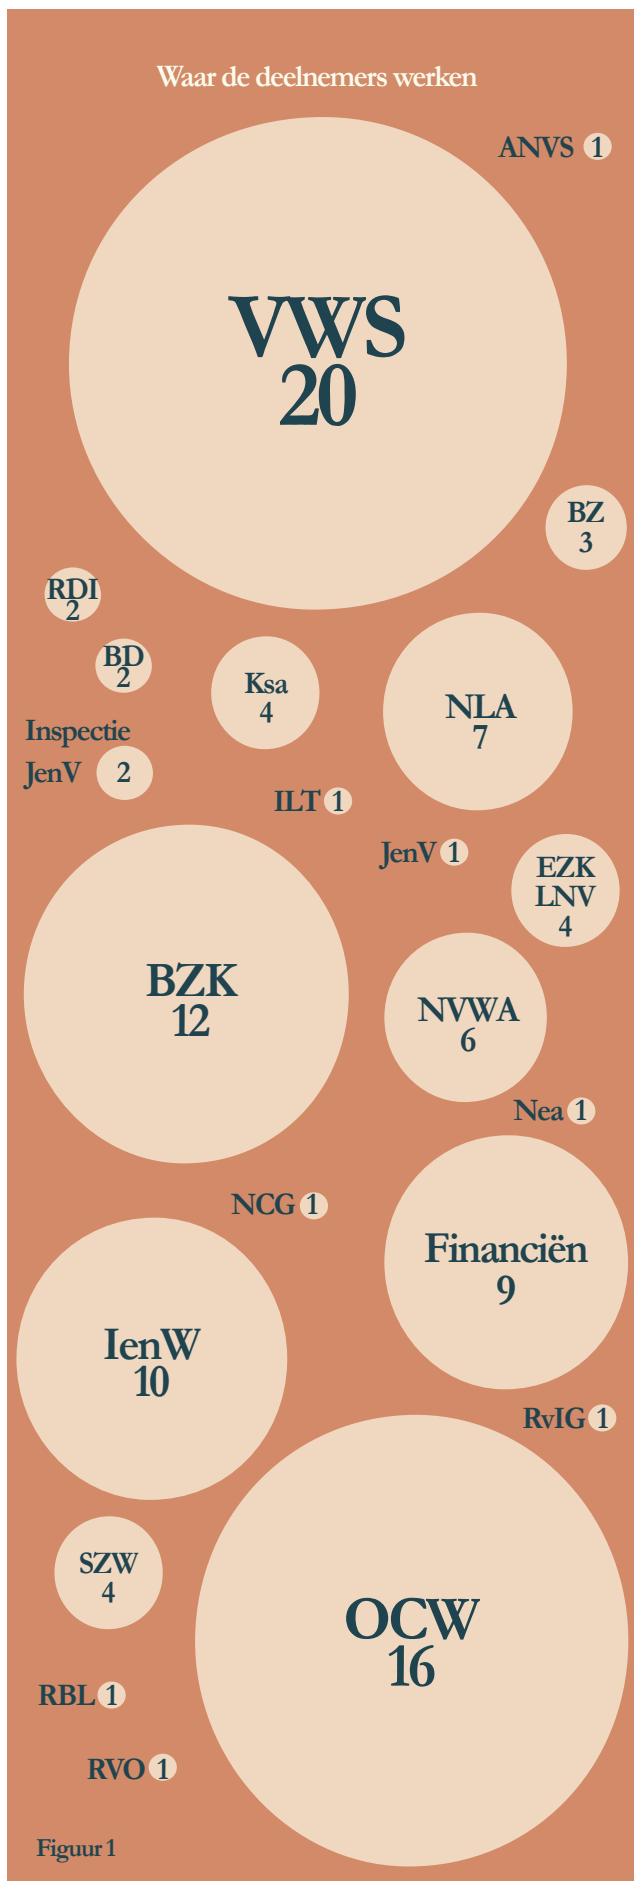 Waar de deelnemers werken
ANVS 1
VWS
20
BZ
3
RDI
2
BD
2
Ksa
4
NLA
7
Inspectie
JenV 2
ILT 1
JenV 1
EZK
LNV
4
BZK
12
NVWA
6
Nea 1
NCG 1
Financiën
9
IenW
10
RvIG 1
SZW
4
OCW
16
RBL 1
RVO 1
Figuur 1